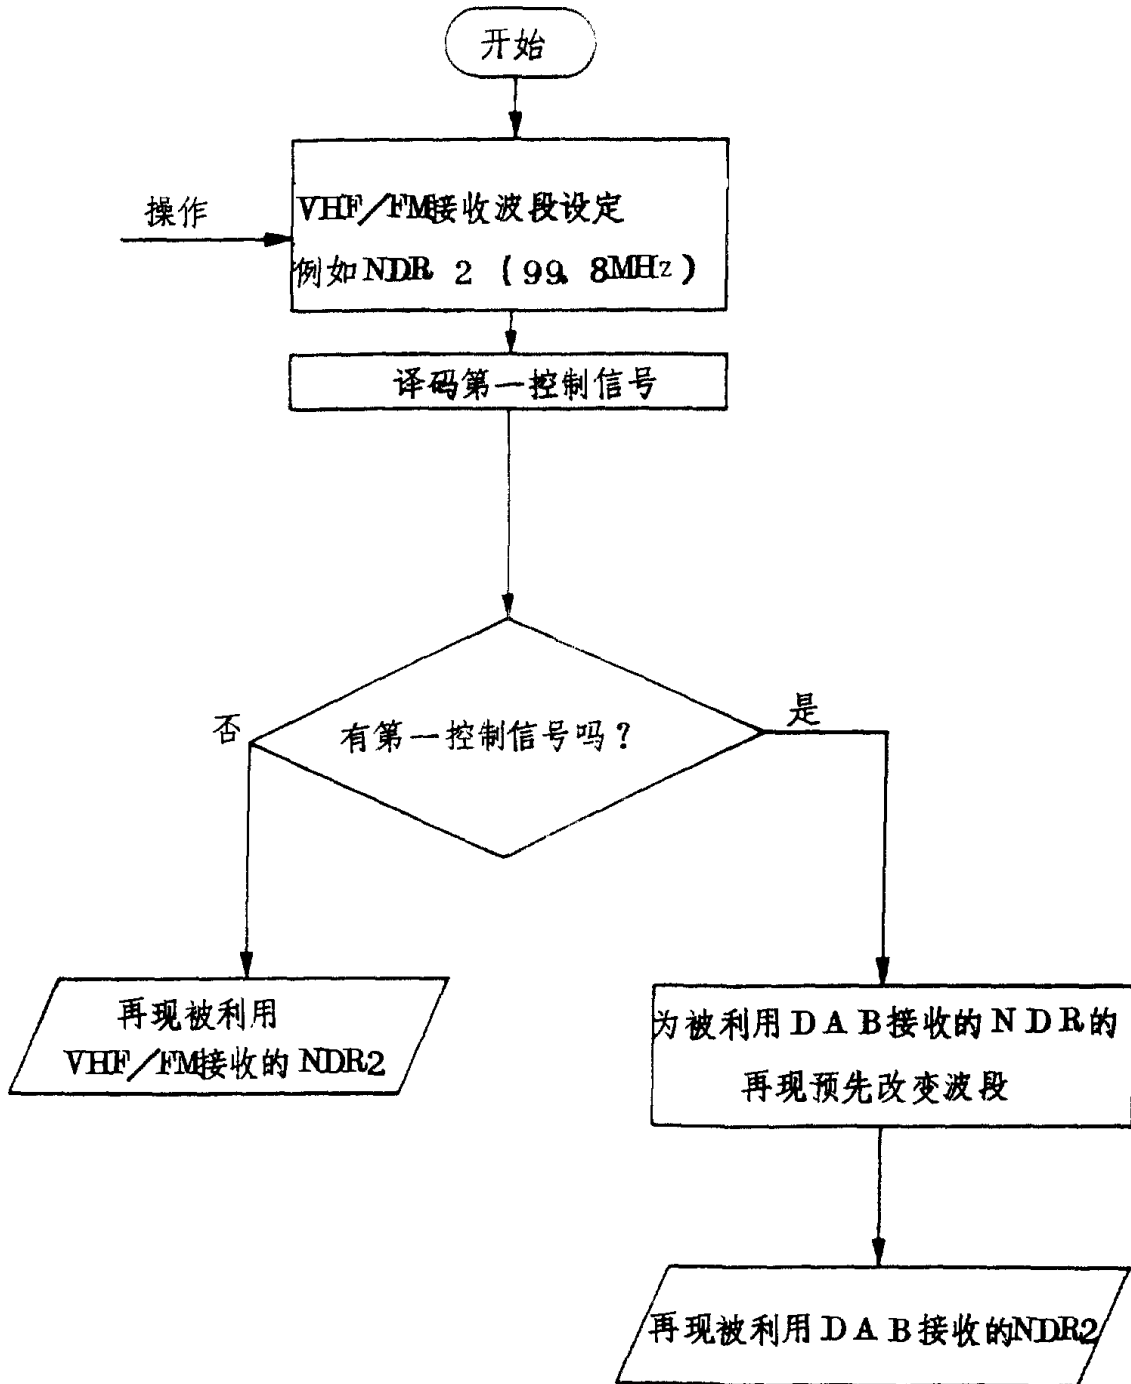 开始
操作
VHF/FM接收波段设定
例如NDR 2 (99.8MHz)
译码第一控制信号
有第一控制信号吗?
否
是
再现被利用
VHF/FM接收的NDR2
为被利用DAB接收的NDR的
再现预先改变波段
再现被利用DAB接收的NDR2